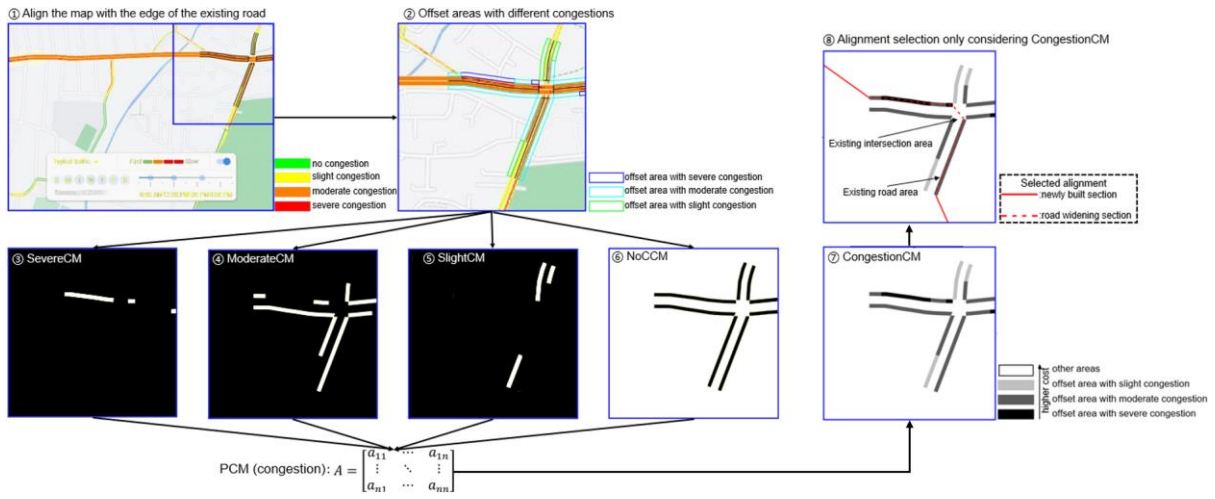 ① Align the map with the edge of the existing road
② Offset areas with different congestions
no congestion
slight congestion
moderate congestion
severe congestion
offset area with severe congestion
offset area with moderate congestion
offset area with slight congestion
⑧ Alignment selection only considering CongestionCM
Existing intersection area
Existing road area
Selected alignment
:newly built section
:road widening section
③ SevereCM
④ ModerateCM
⑤ SlightCM
⑥ NoCCM
⑦ CongestionCM
other areas
offset area with slight congestion
offset area with moderate congestion
offset area with severe congestion
higher cost
PCM (congestion): A = [a11 ⋯ a1n
⋮ ⋱ ⋮
an1 ⋯ ann]
Typical traffic
Fast Slow